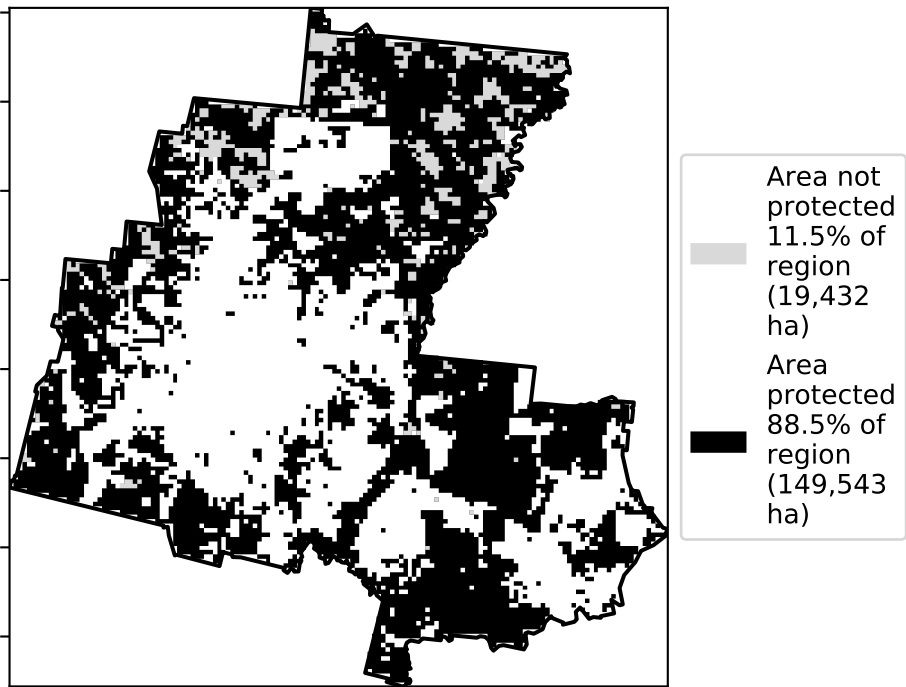 Area not
protected
11.5% of
region
(19,432
ha)
Area
protected
88.5% of
region
(149,543
ha)